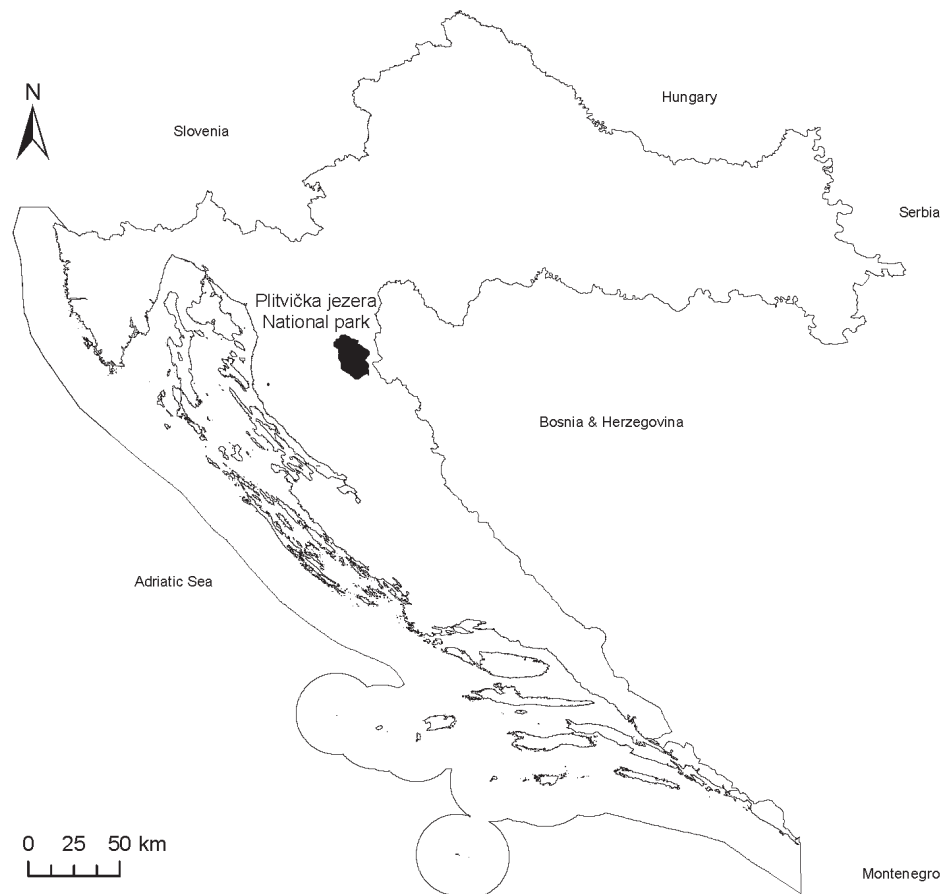 Hungary
N
Slovenia
Serbia
Plitvička jezera
National park
Bosnia & Herzegovina
Adriatic Sea
0 25 50 km
Montenegro